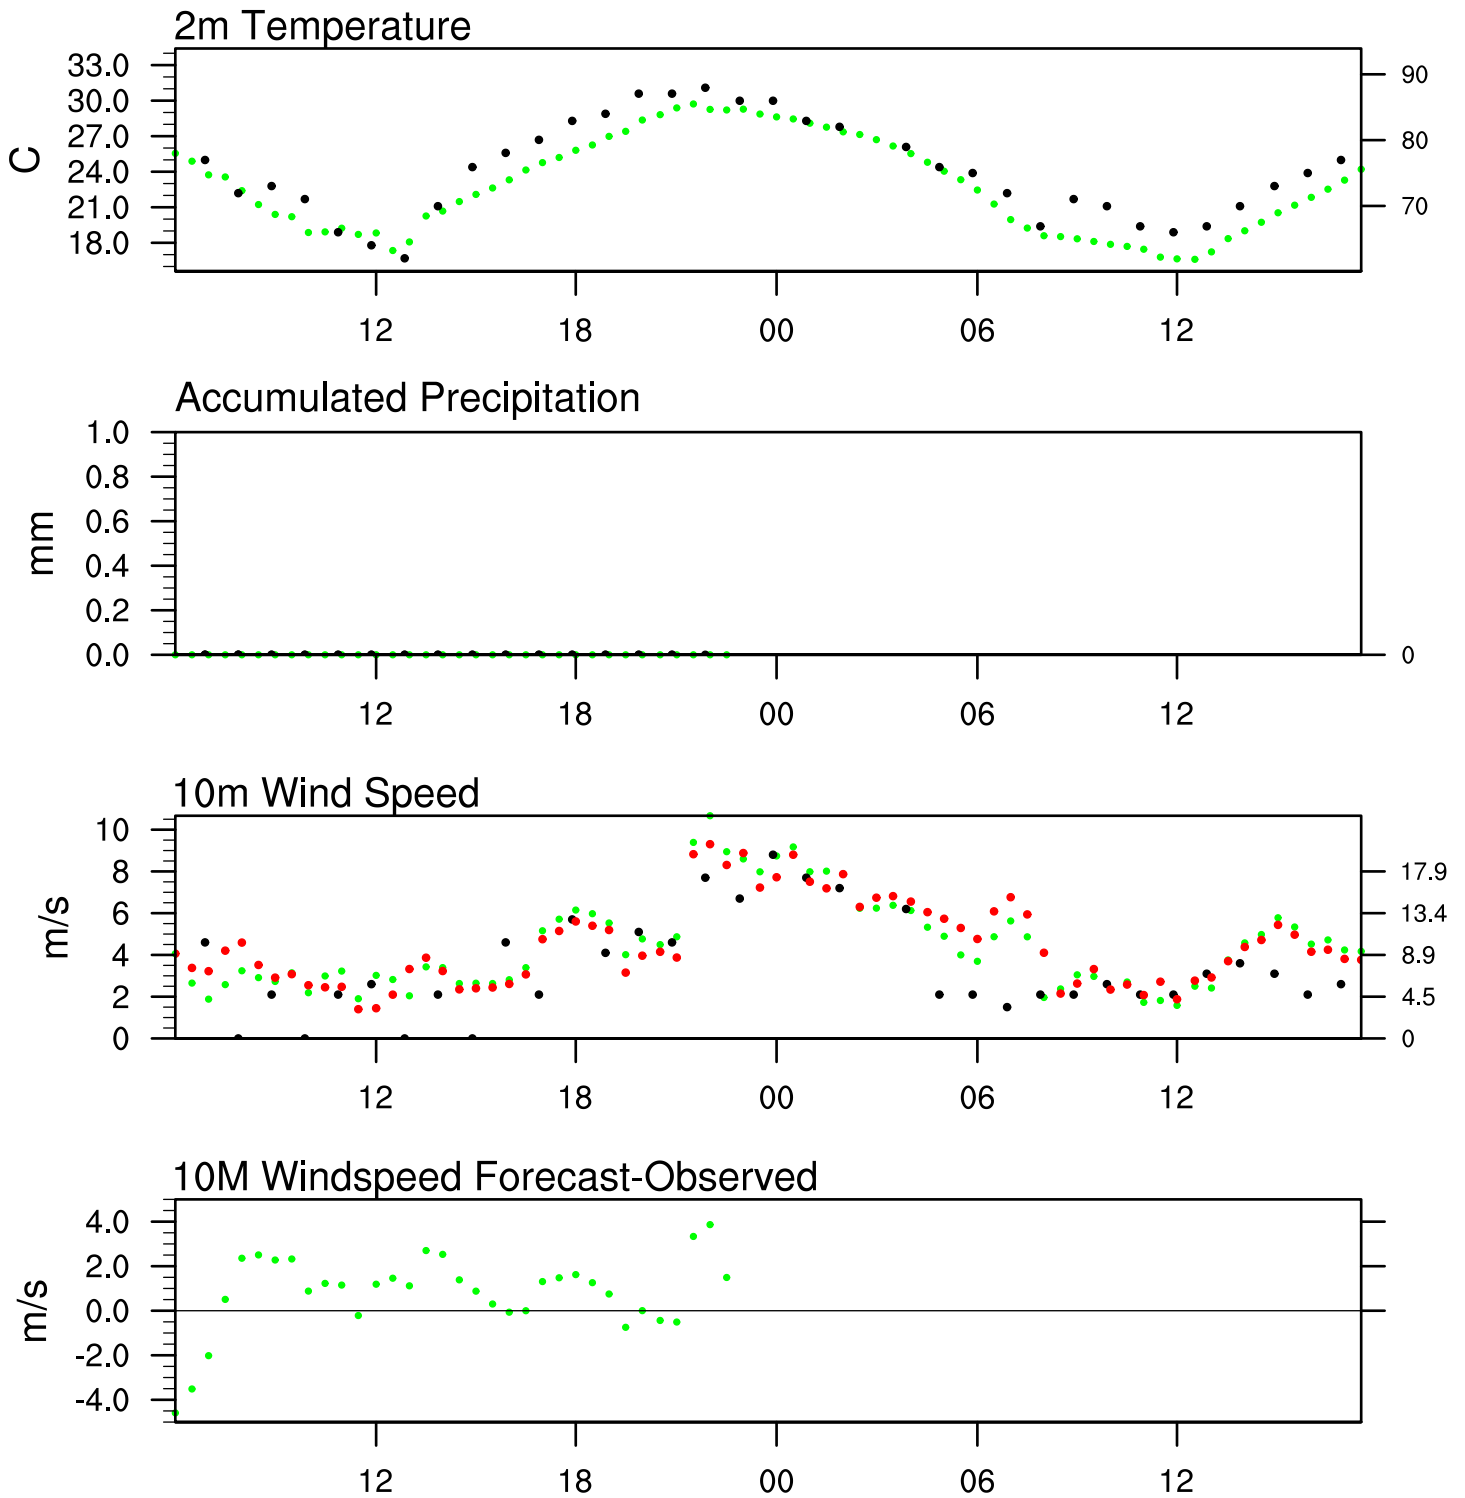 2m Temperature
33.0
30.0
27.0
24.0
21.0
18.0
C
90
80
70
12 18 00 06 12
Accumulated Precipitation
1.0
0.8
0.6
0.4
0.2
0.0
mm
0
12 18 00 06 12
10m Wind Speed
10
8
6
4
2
0
m/s
17.9
13.4
8.9
4.5
0
12 18 00 06 12
10M Windspeed Forecast-Observed
4.0
2.0
0.0
-2.0
-4.0
m/s
12 18 00 06 12